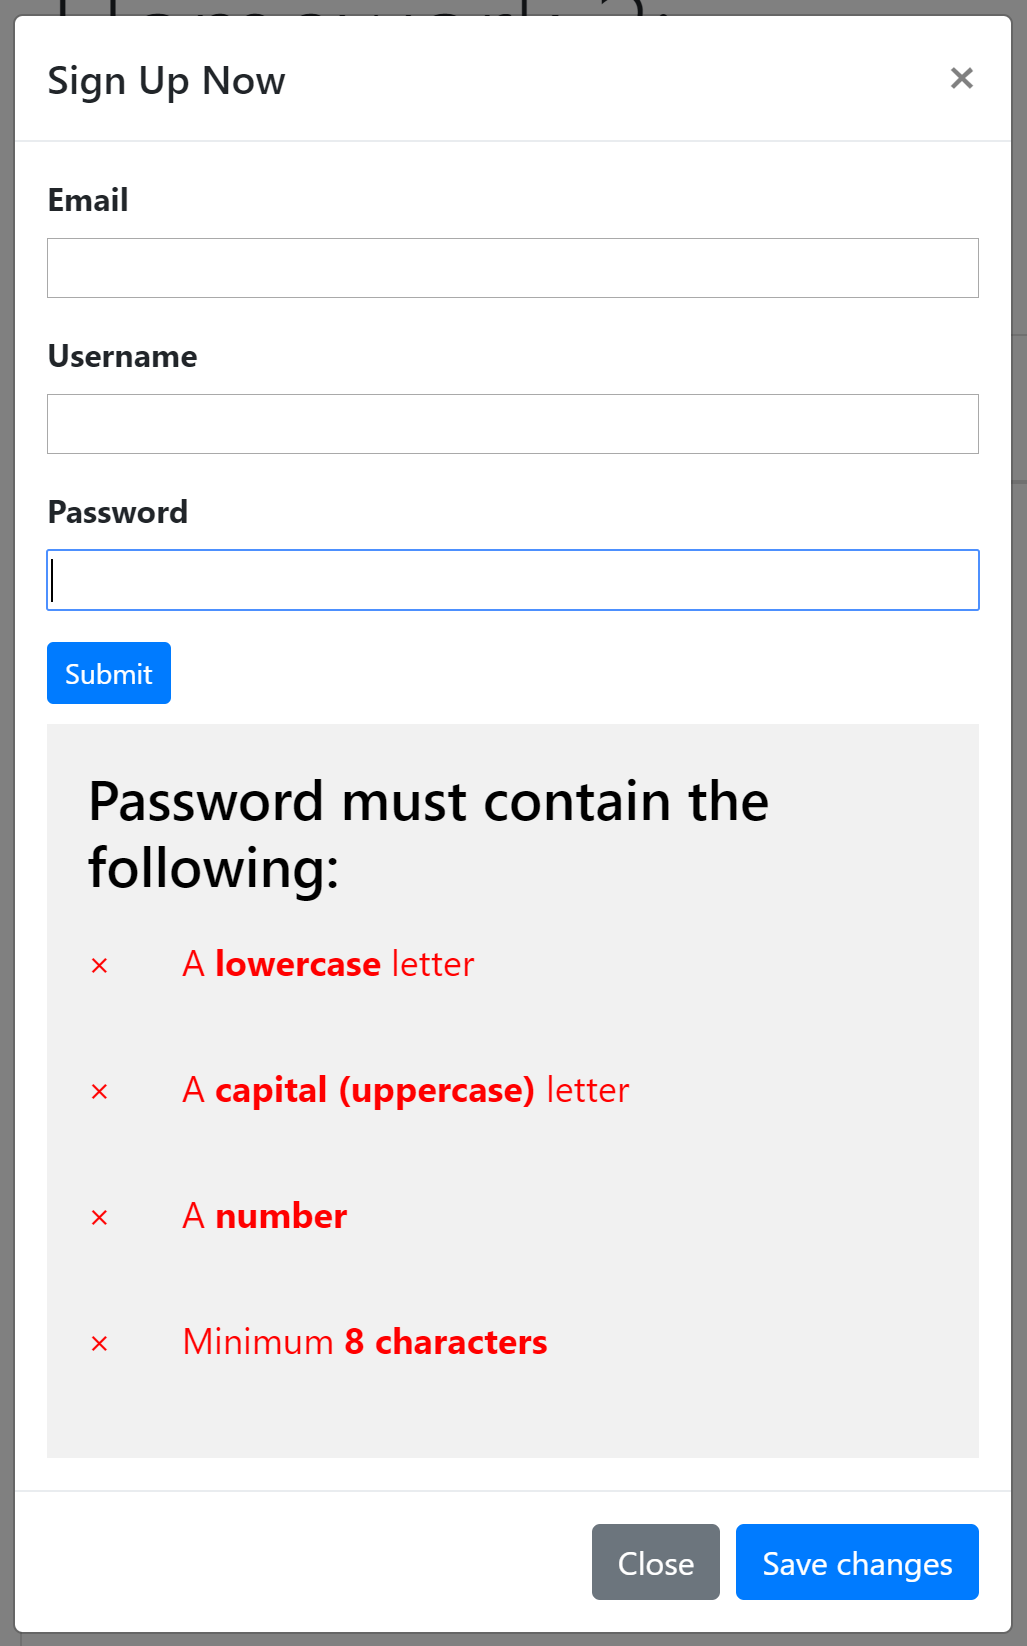 Sign Up Now ×
Email
Username
Password
Submit
Password must contain the
following:
× A lowercase letter
× A capital (uppercase) letter
× A number
× Minimum 8 characters
Close Save changes